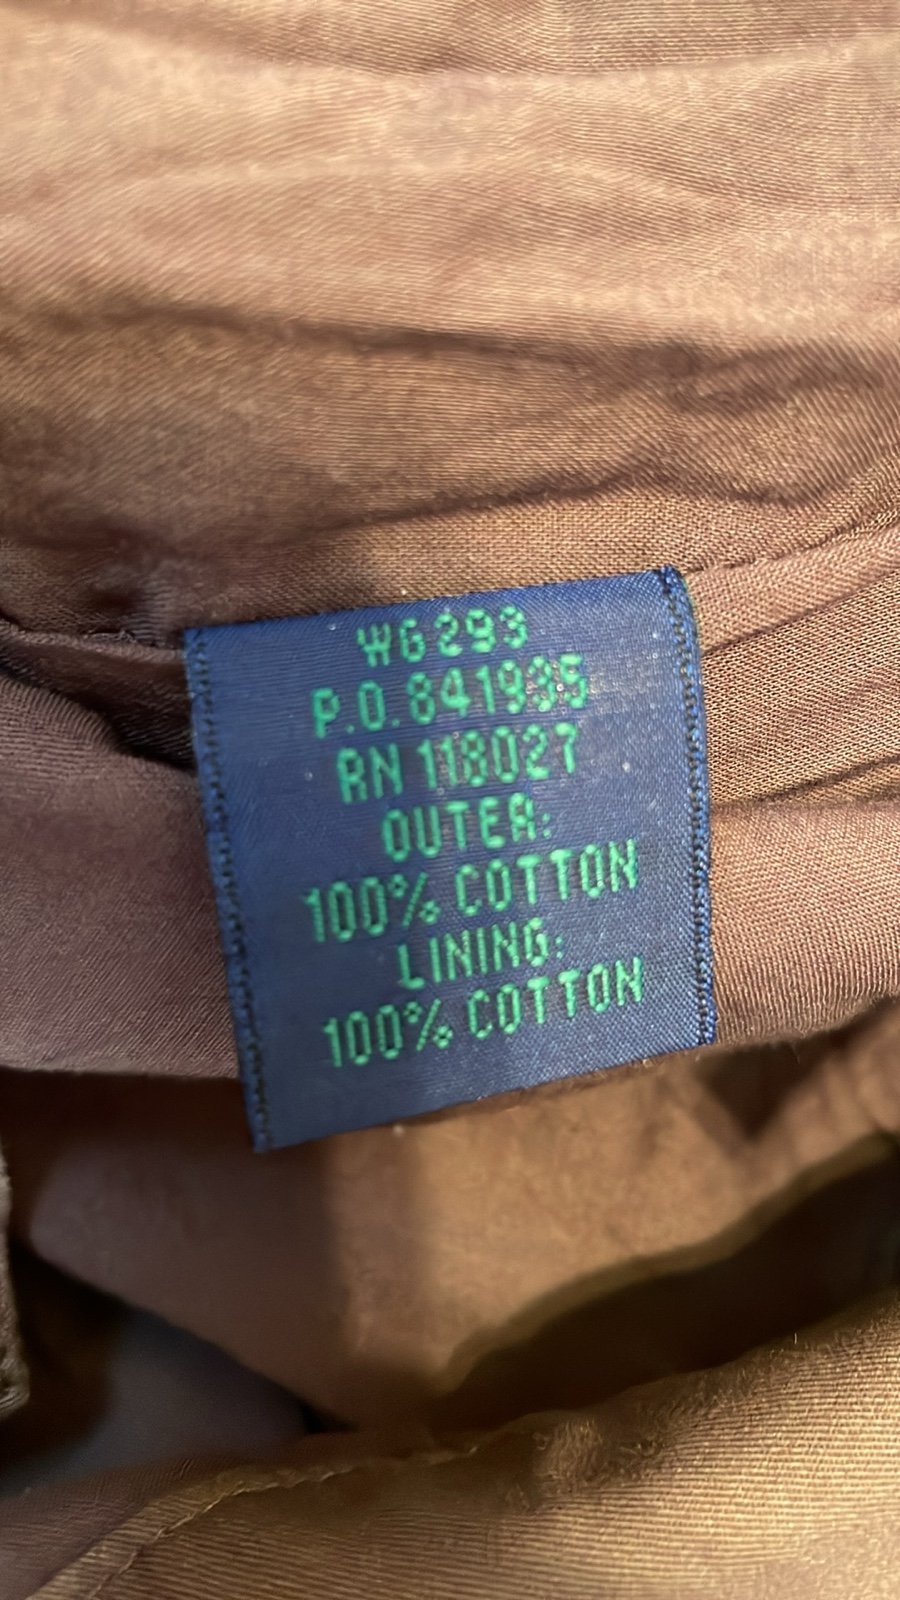 WG293
P.O. 841935
RN 118027
OUTER:
100% COTTON
LINING:
100% COTTON